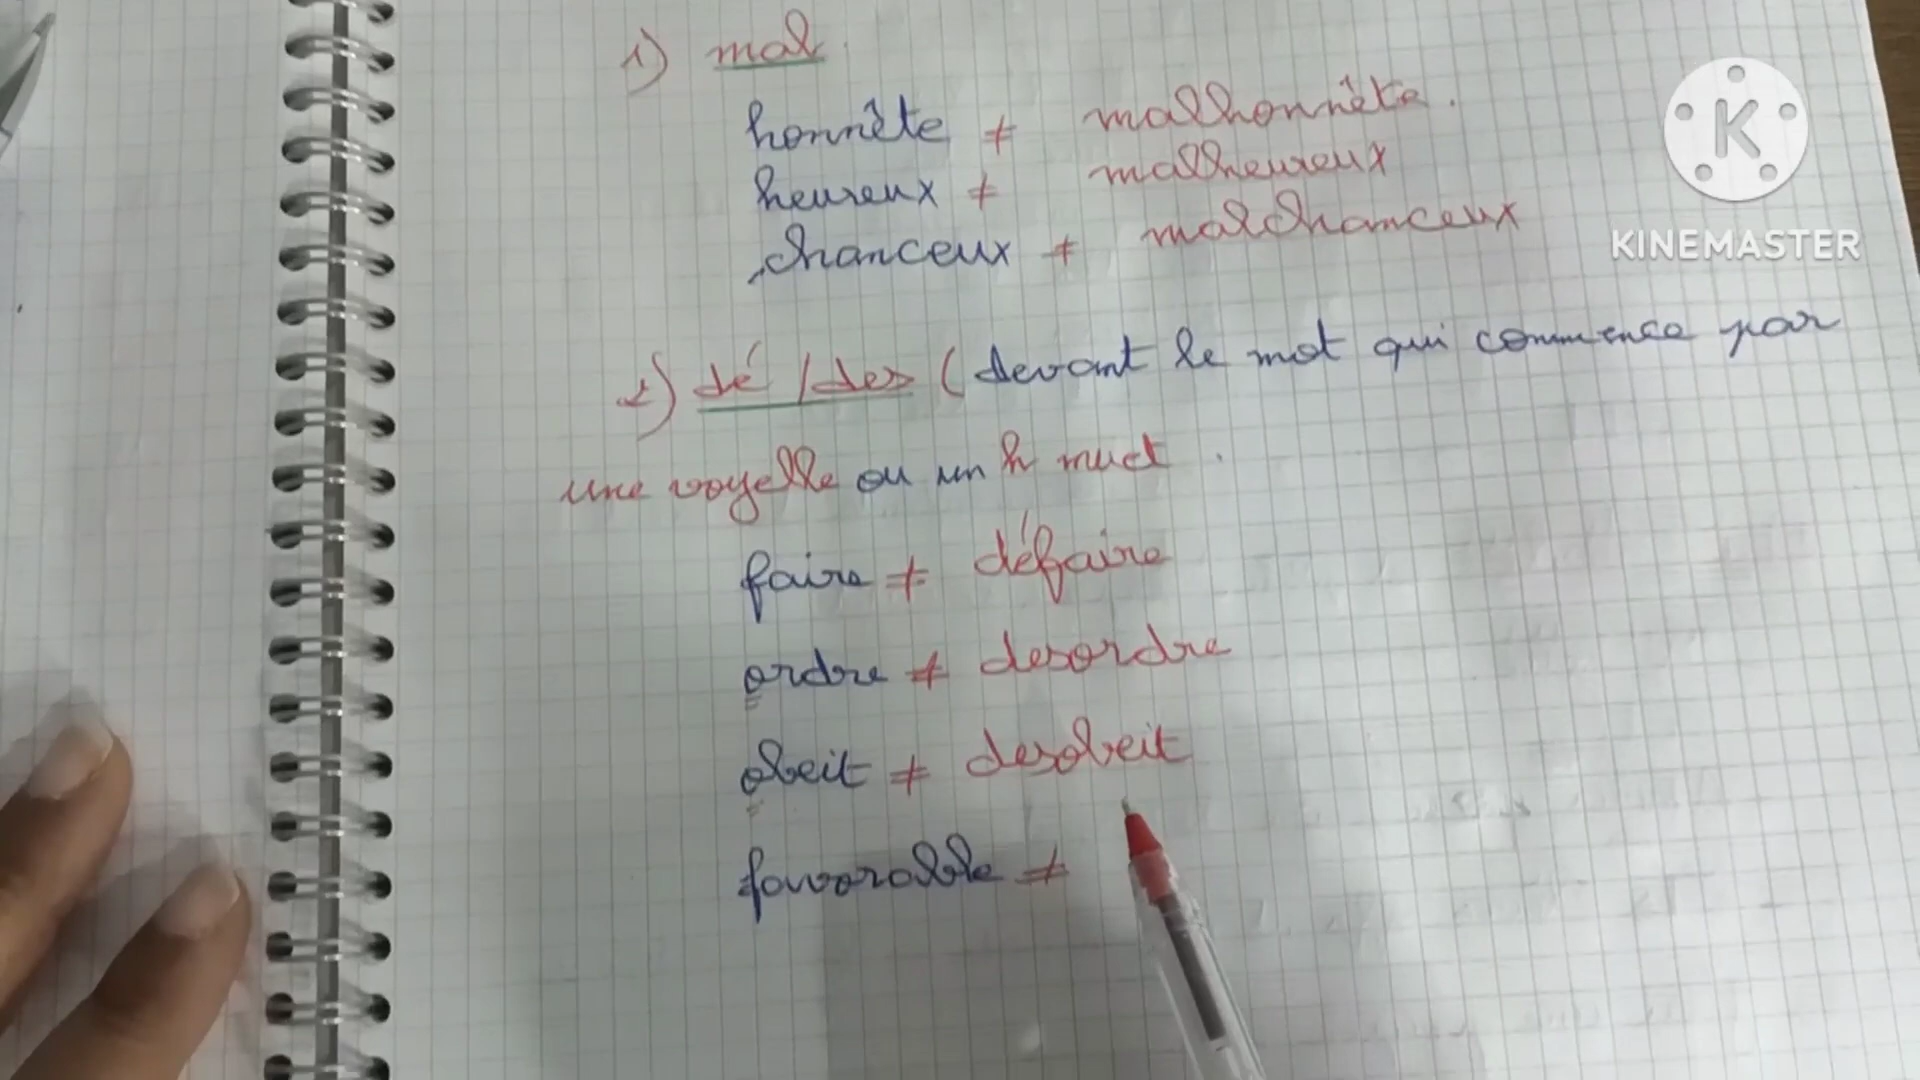 1) mal.
honnête ≠ malhonnête.
heureux ≠ malheureux
chanceux ≠ malchanceux
2) dé / des (devant le mot qui commence par
une voyelle ou un h muet.
faire ≠ défaire
ordre ≠ desordre
obeit ≠ desobeit
favorable ≠
K
KINEMASTER